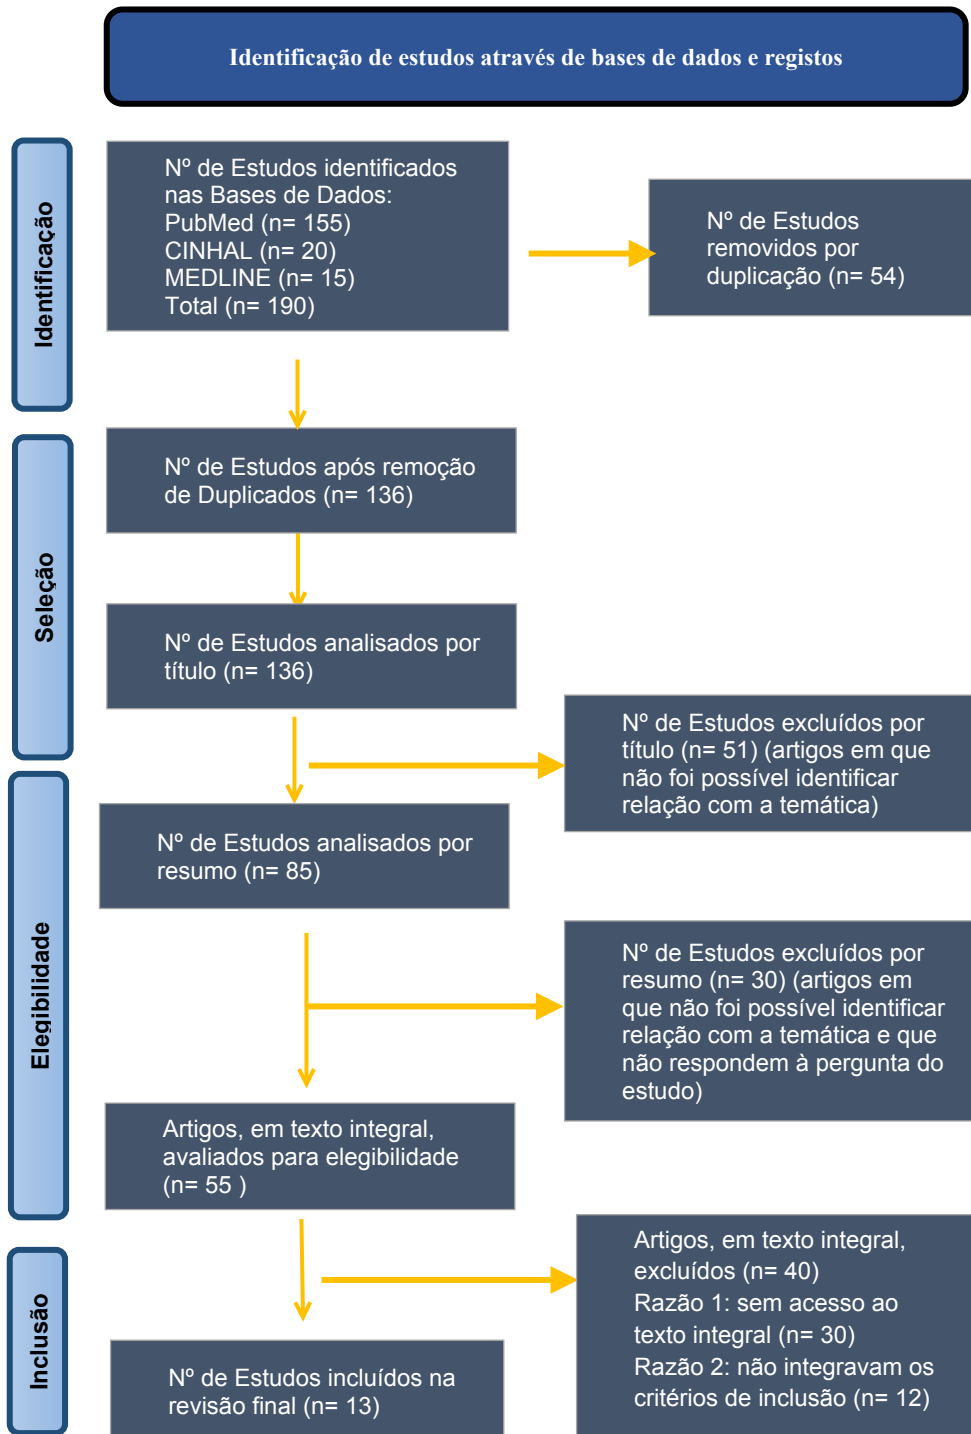 Identificação de estudos através de bases de dados e registos
Identificação
Nº de Estudos identificados
nas Bases de Dados:
PubMed (n= 155)
CINHAL (n= 20)
MEDLINE (n= 15)
Total (n= 190)
Nº de Estudos
removidos por
duplicação (n= 54)
Seleção
Nº de Estudos após remoção
de Duplicados (n= 136)
Nº de Estudos analisados por
título (n= 136)
Nº de Estudos excluídos por
título (n= 51) (artigos em que
não foi possível identificar
relação com a temática)
Elegibilidade
Nº de Estudos analisados por
resumo (n= 85)
Nº de Estudos excluídos por
resumo (n= 30) (artigos em
que não foi possível identificar
relação com a temática e que
não respondem à pergunta do
estudo)
Artigos, em texto integral,
avaliados para elegibilidade
(n= 55 )
Inclusão
Artigos, em texto integral,
excluídos (n= 40)
Razão 1: sem acesso ao
texto integral (n= 30)
Razão 2: não integravam os
critérios de inclusão (n= 12)
Nº de Estudos incluídos na
revisão final (n= 13)